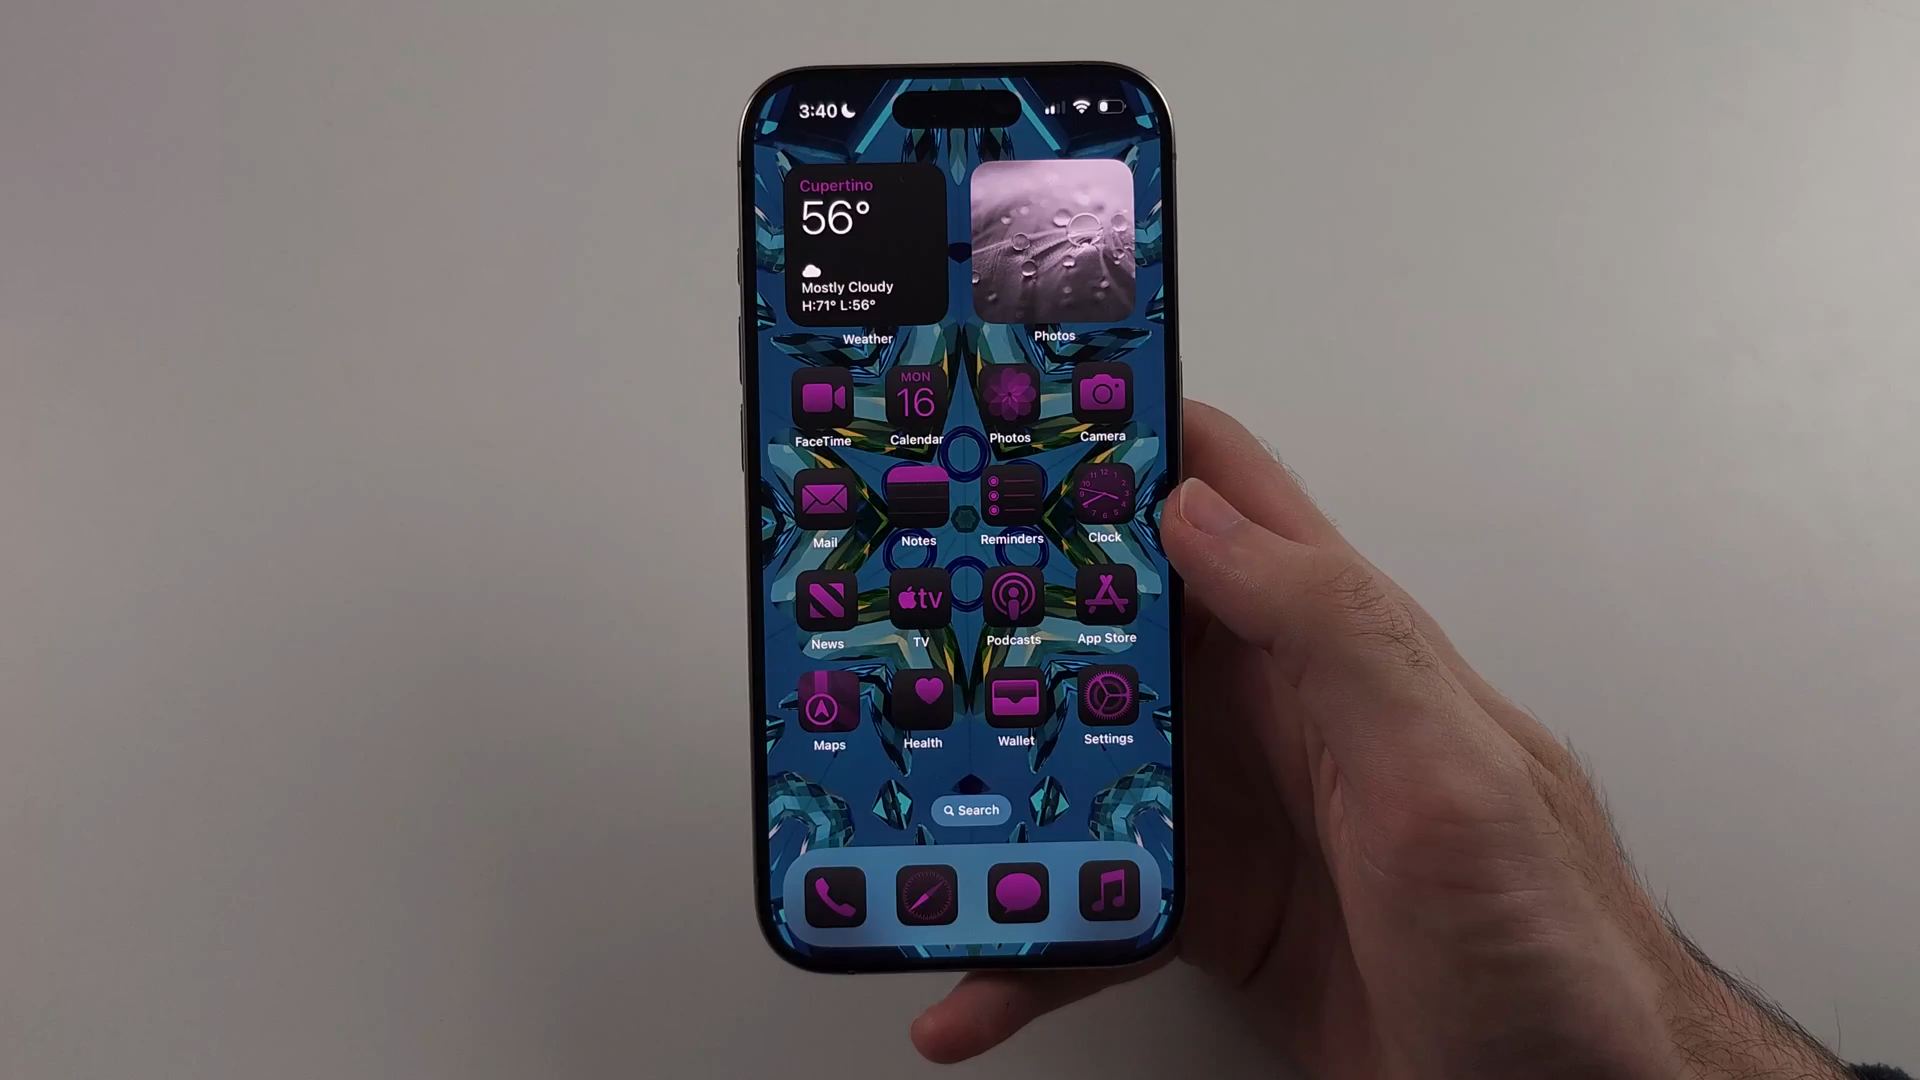 3:40
Cupertino
56°
Mostly Cloudy
H:71° L:56°
Weather
Photos
MON
16
FaceTime
Calendar
Photos
Camera
Mail
Notes
Reminders
Clock
tv
News
TV
Podcasts
App Store
Maps
Health
Wallet
Settings
Search